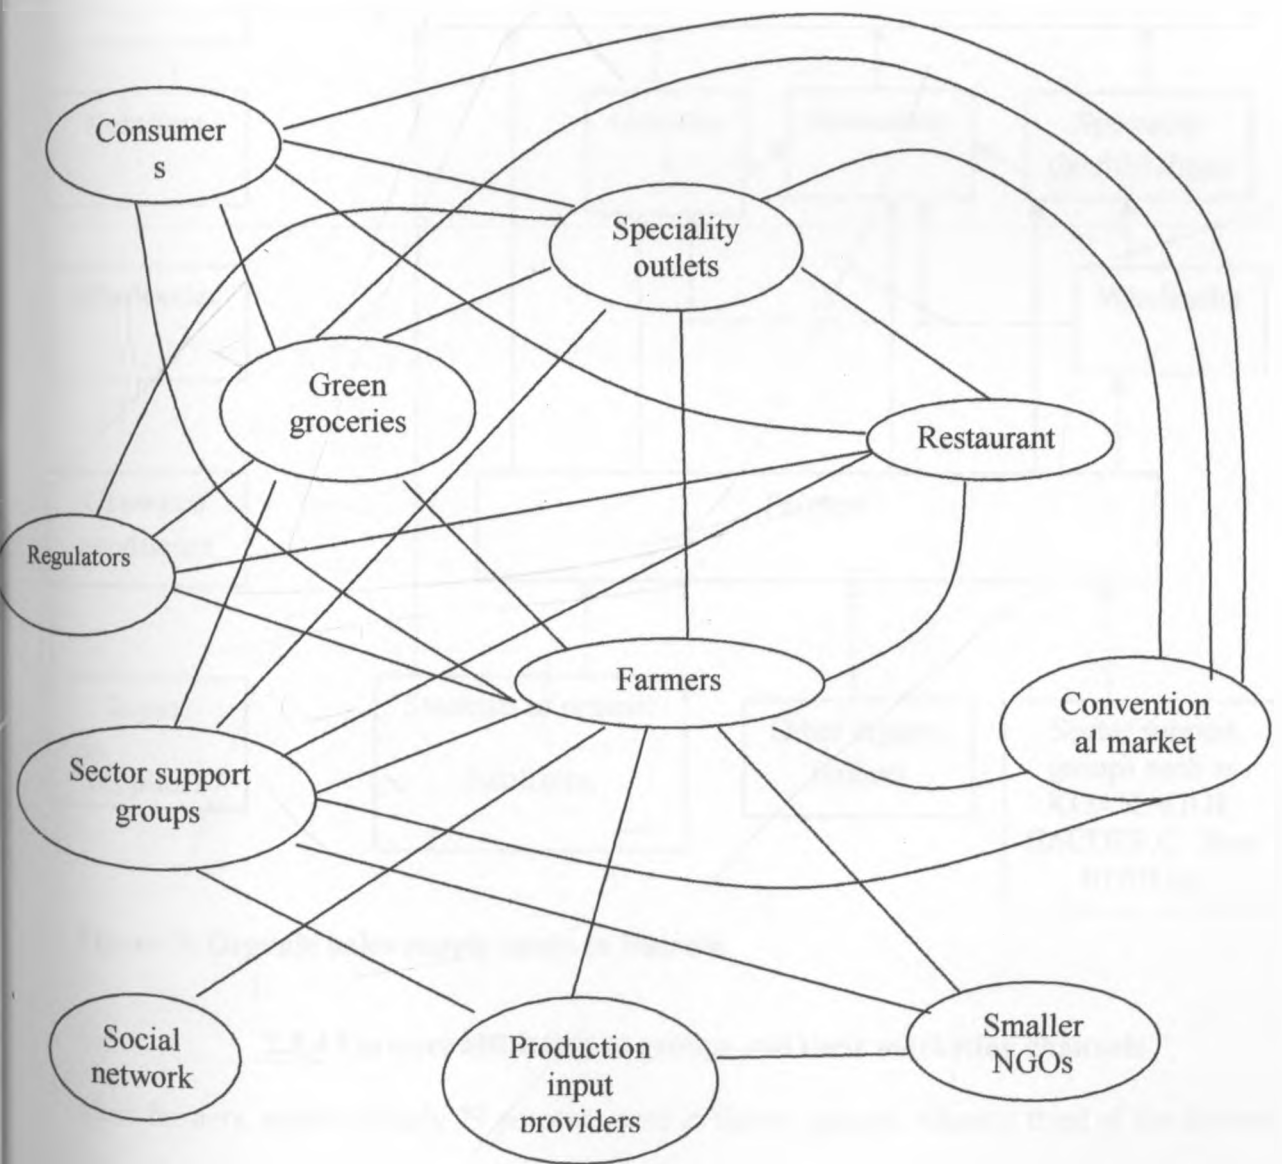 Consumer
s
Speciality
outlets
Green
groceries
Restaurant
Regulators
Farmers
Convention
al market
Sector support
groups
Social
network
Production
input
providers
Smaller
NGOs